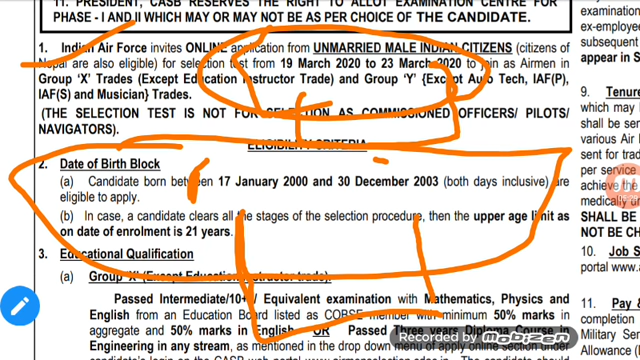 11. PRESIDENT, CASB RESERVES THE RIGHT TO ALLOT EXAMINATION CENTRE FOR
PHASE - I AND II WHICH MAY OR MAY NOT BE AS PER CHOICE OF THE CANDIDATE.
1. Indian Air Force invites ONLINE application from UNMARRIED MALE INDIAN CITIZENS (citizens of
are also eligible) for selection test from 19 March 2020 to 23 March 2020 to join as Airmen in
Group 'X' Trades (Except Education Instructor Trade) and Group 'Y' {Except Auto Tech, IAF(P),
IAF(S) and Musician} Trades.
(THE SELECTION TEST IS NOT FOR SELECTION AS COMMISSIONED OFFICERS/ PILOTS/
NAVIGATORS).
ELIGIBILITY CRITERIA
2. Date of Birth Block
(a) Candidate born between 17 January 2000 and 30 December 2003 (both days inclusive) are
eligible to apply.
(b) In case, a candidate clears all the stages of the selection procedure, then the upper age limit as
on date of enrolment is 21 years.
3. Educational Qualification
(a) Group 'X' (Except Education Instructor trade)
Passed Intermediate/10+2/ Equivalent examination with Mathematics, Physics and
English from an Education Board listed as COBSE member with minimum 50% marks in
aggregate and 50% marks in English OR Passed Three years Diploma Course in
Engineering in any stream, as mentioned in the drop down menu of apply online section under
examination
ex-employee
subsequent
appear in S
9. Tenure
which may
shall be
various Air
sent for
per service
achieve the
medically
SHALL BE
NOT BE CH
10. Job S
portal www.
11. Pay
month will
should
Allowance
Recorded by mobizen